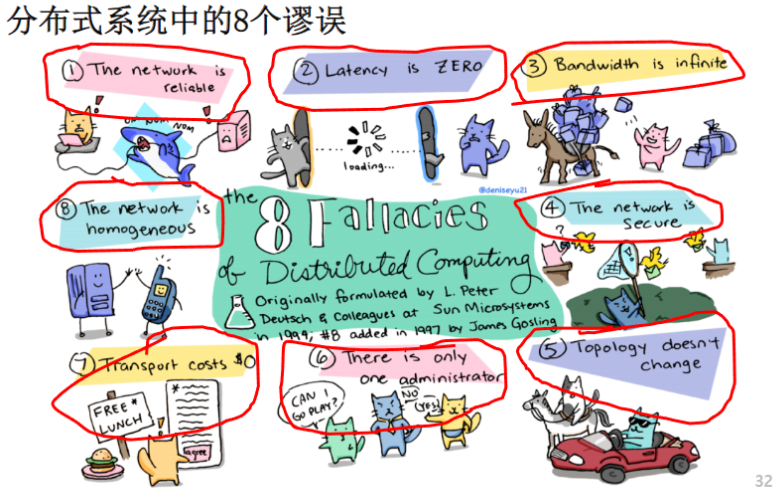 分布式系统中的8个谬误
① The network is
reliable
② Latency is ZERO
③ Bandwidth is infinite
OM NOM NOM
loading...
@deniseyu21
⑧ The network is
homogeneous
the
8 Fallacies
of Distributed Computing
Originally formulated by L. Peter
Deutsch & Colleagues at Sun Microsystems
in 1994; #8 added in 1997 by James Gosling
④ The network is
secure
?
⑦ Transport costs $0
FREE*
LUNCH
*
I agree
⑥ There is only
one administrator
CAN I
GO PLAY?
NO
YES
⑤ Topology doesn't
change
32